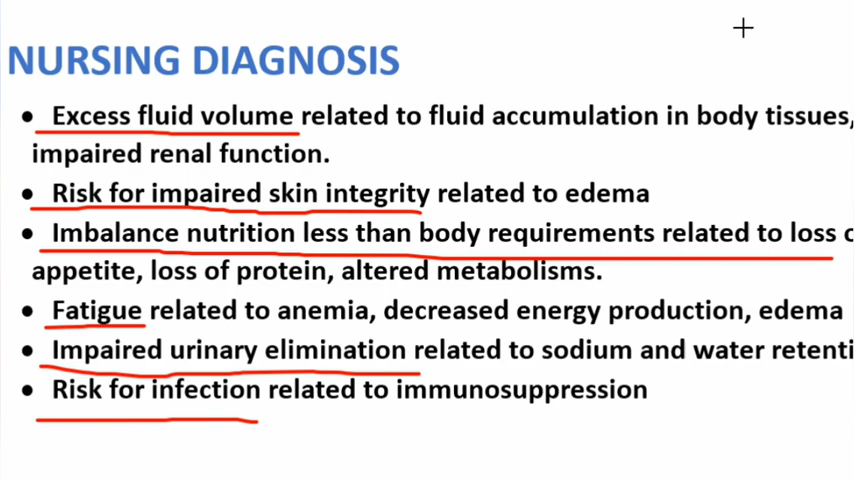 NURSING DIAGNOSIS
• Excess fluid volume related to fluid accumulation in body tissues,
impaired renal function.
• Risk for impaired skin integrity related to edema
• Imbalance nutrition less than body requirements related to loss
appetite, loss of protein, altered metabolisms.
• Fatigue related to anemia, decreased energy production, edema
• Impaired urinary elimination related to sodium and water
• Risk for infection related to immunosuppression